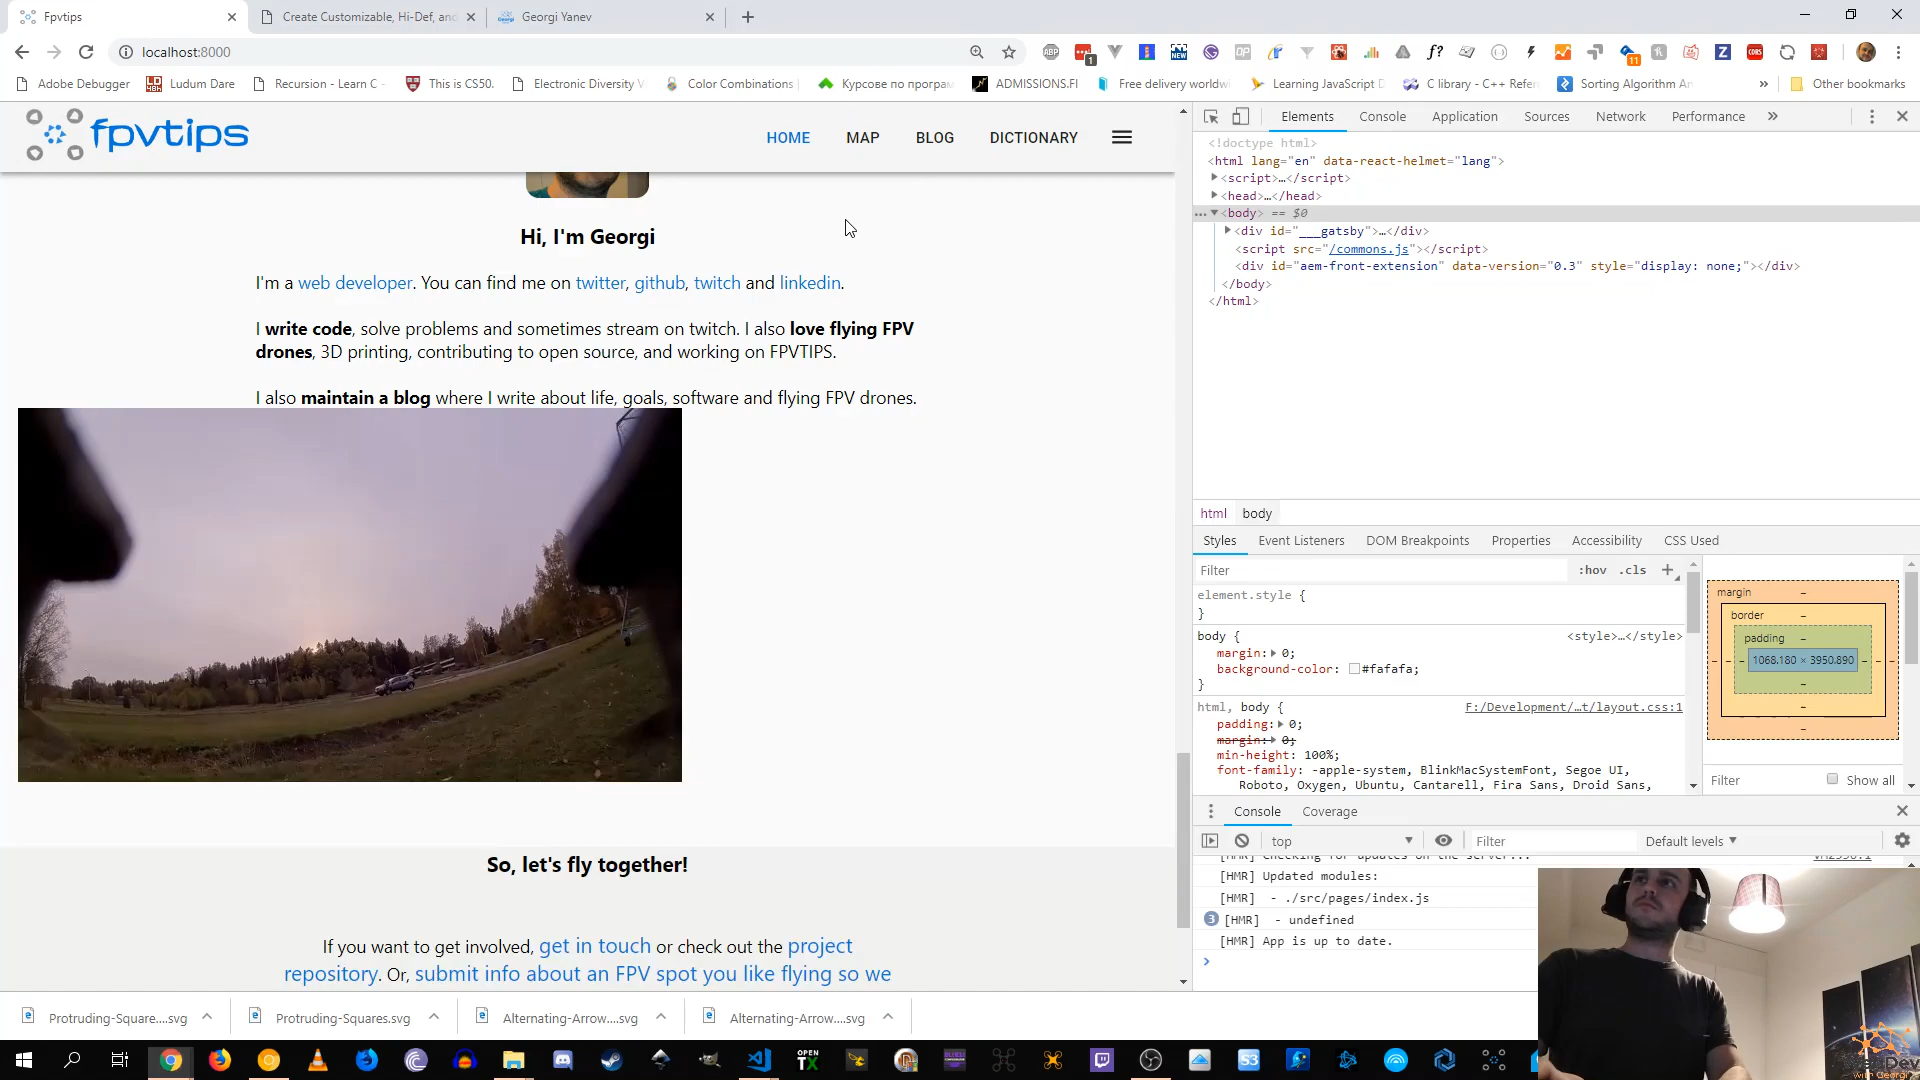 Fpvtips
Create Customizable, Hi-Def, and
Georgi Yanev
localhost:8000
Adobe Debugger
Ludum Dare
Recursion - Learn C
This is CS50.
Electronic Diversity V
Color Combinations
Курсове по програм
ADMISSIONS.FI
Free delivery worldw
Learning JavaScript D
C library - C++ Refe
Sorting Algorithm An
Other bookmarks
fpvtips
HOME
MAP
BLOG
DICTIONARY
Hi, I'm Georgi
I'm a web developer. You can find me on twitter, github, twitch and linkedin.
I write code, solve problems and sometimes stream on twitch. I also love flying FPV
drones, 3D printing, contributing to open source, and working on FPVTIPS.
I also maintain a blog where I write about life, goals, software and flying FPV drones.
So, let's fly together!
If you want to get involved, get in touch or check out the project
repository. Or, submit info about an FPV spot you like flying so we
Elements
Console
Application
Sources
Network
Performance
<!doctype html>
<html lang="en" data-react-helmet="lang">
<script>…</script>
<head>…</head>
<body> == $0
<div id="___gatsby">…</div>
<script src="/commons.js"></script>
<div id="aem-front-extension" data-version="0.3" style="display: none;"></div>
</body>
</html>
html
body
Styles
Event Listeners
DOM Breakpoints
Properties
Accessibility
CSS Used
Filter
:hov
.cls
element.style {
}
body {
<style>…</style>
margin: 0;
background-color: #fafafa;
}
html, body {
F:/Development/…t/layout.css:1
padding: 0;
margin: 0;
min-height: 100%;
font-family: -apple-system, BlinkMacSystemFont, Segoe UI,
Roboto, Oxygen, Ubuntu, Cantarell, Fira Sans, Droid Sans,
margin
border
padding
1068.180 × 3950.890
Filter
Show all
Console
Coverage
top
Filter
Default levels
[HMR] Checking for updates on the server...
[HMR] Updated modules:
[HMR]  - ./src/pages/index.js
3 [HMR]  - undefined
[HMR] App is up to date.
Protruding-Square....svg
Protruding-Squares.svg
Alternating-Arrow....svg
Alternating-Arrow....svg